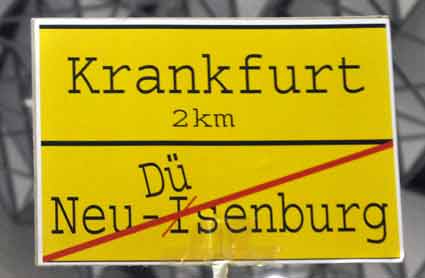 Krankfurt
2km
Dü
Neu-Isenburg